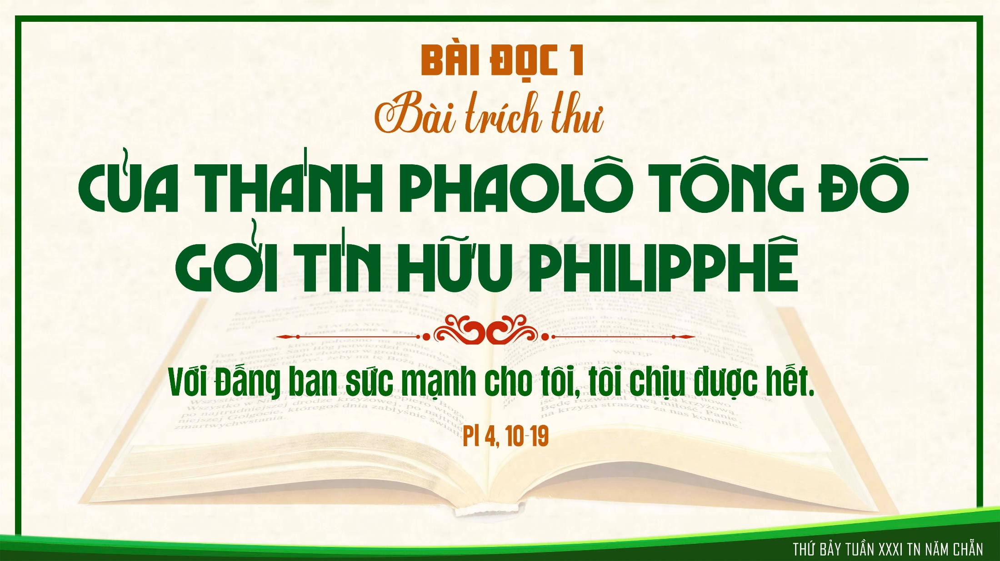 BÀI ĐỌC 1
Bài trích thư
CỦA THÁNH PHAOLÔ TÔNG ĐỒ
GỞI TÍN HỮU PHILIPPHÊ
Với Đấng ban sức mạnh cho tôi, tôi chịu được hết.
Pl 4, 10-19
THỨ BẢY TUẦN XXXI TN NĂM CHẴN